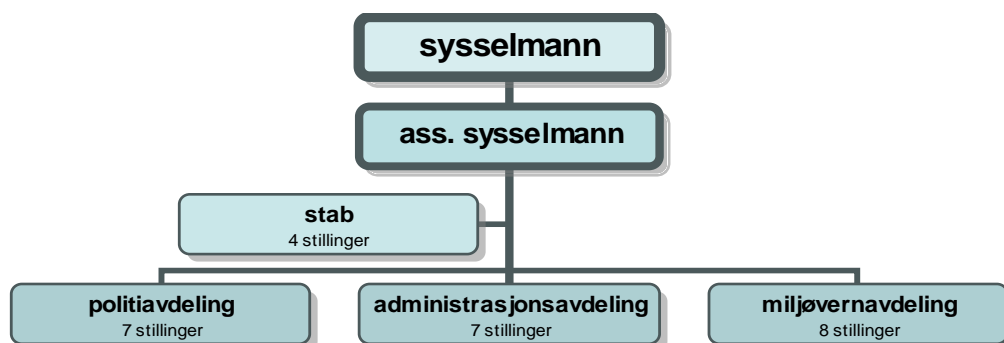 sysselmann
ass. sysselmann
stab
4 stillinger
politiavdeling
7 stillinger
administrasjonsavdeling
7 stillinger
miljøvernavdeling
8 stillinger